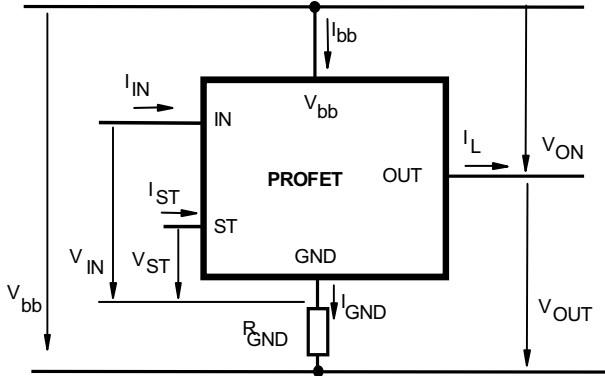 I bb
I IN
V bb
IN
I L
V ON
PROFET
OUT
I ST
ST
V IN
V ST
GND
V bb
I GND
R GND
V OUT